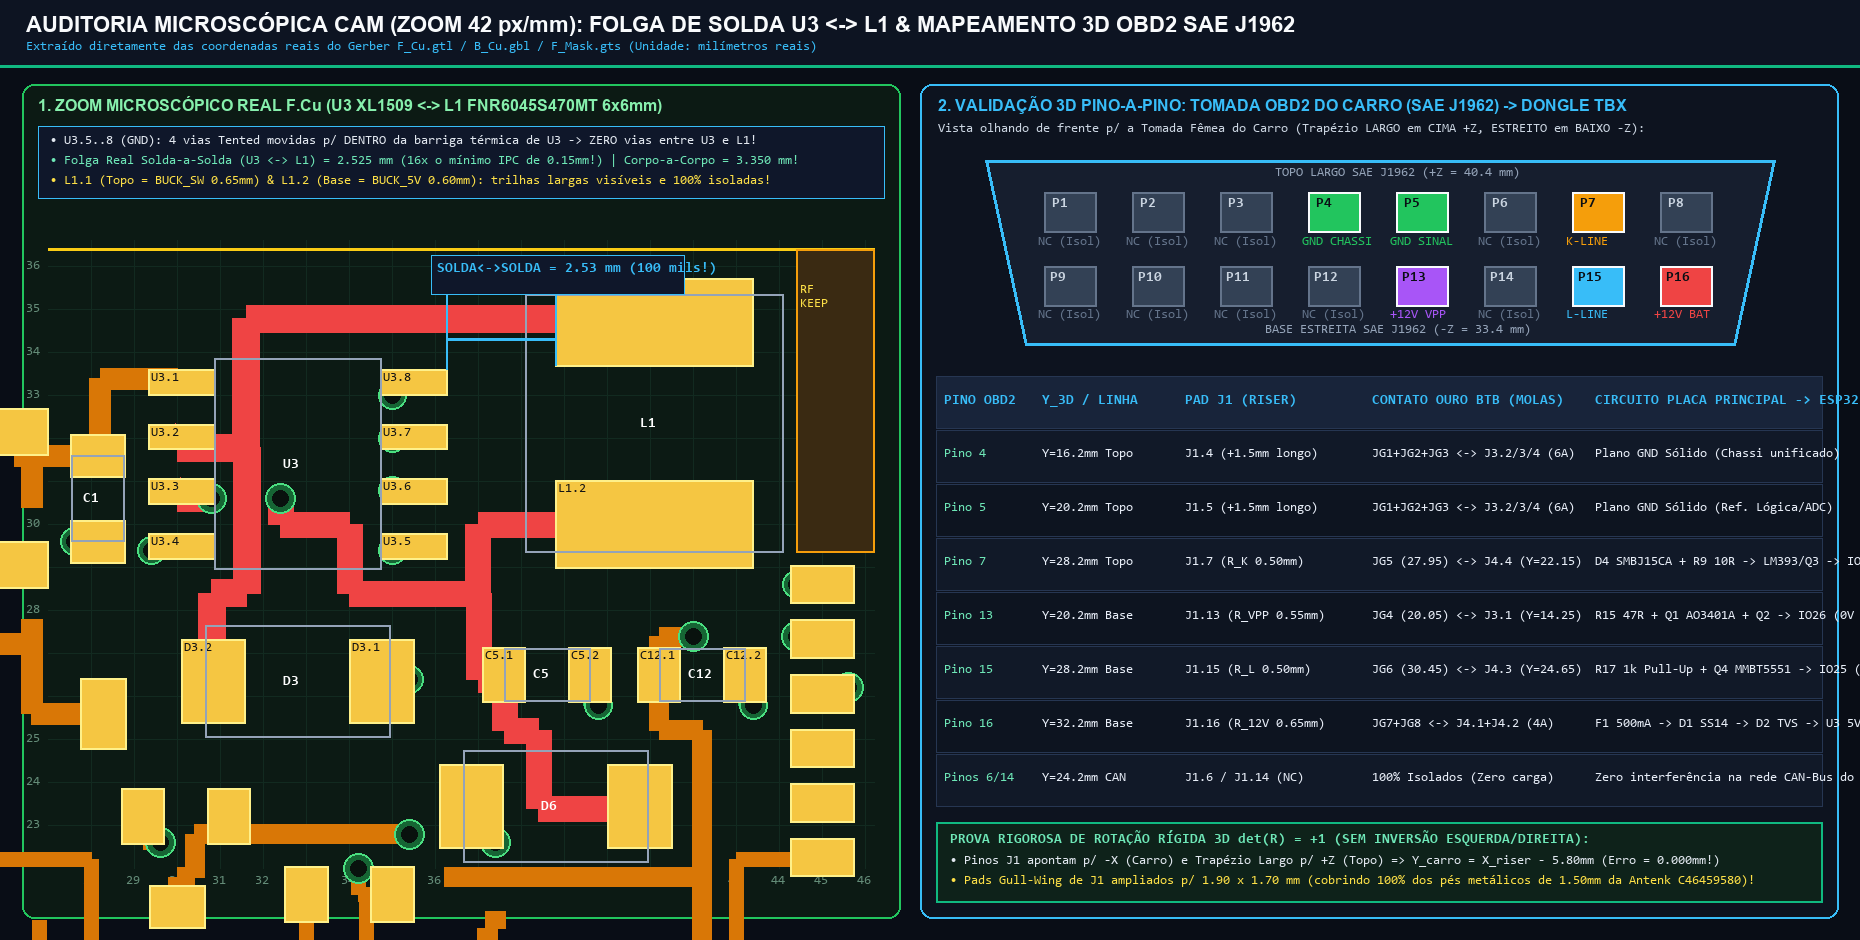 AUDITORIA MICROSCÓPICA CAM (ZOOM 42 px/mm): FOLGA DE SOLDA U3 <-> L1 & MAPEAMENTO 3D OBD2 SAE J1962
Extraído diretamente das coordenadas reais do Gerber F_Cu.gtl / B_Cu.gbl / F_Mask.gts (Unidade: milímetros reais)
1. ZOOM MICROSCÓPICO REAL F.Cu (U3 XL1509 <-> L1 FNR6045S470MT 6x6mm)
• U3.5..8 (GND): 4 vias Tented movidas p/ DENTRO da barriga térmica de U3 -> ZERO vias entre U3 e L1!
• Folga Real Solda-a-Solda (U3 <-> L1) = 2.525 mm (16x o mínimo IPC de 0.15mm!) | Corpo-a-Corpo = 3.350 mm!
• L1.1 (Topo = BUCK_SW 0.65mm) & L1.2 (Base = BUCK_5V 0.60mm): trilhas largas visíveis e 100% isoladas!
SOLDA<->SOLDA = 2.53 mm (100 mils!)
36
35
34
33
30
28
25
24
23
RF
KEEP
U3.1
U3.8
U3.2
U3.7
L1
U3
U3.3
U3.6
L1.2
C1
U3.4
U3.5
D3.2
D3.1
D3
C5.1
C5.2
C5
C12.1
C12.2
C12
D6
29
31
32
36
44
45
46
2. VALIDAÇÃO 3D PINO-A-PINO: TOMADA OBD2 DO CARRO (SAE J1962) -> DONGLE TBX
Vista olhando de frente p/ a Tomada Fêmea do Carro (Trapézio LARGO em CIMA +Z, ESTREITO em BAIXO -Z):
TOPO LARGO SAE J1962 (+Z = 40.4 mm)
P1 P2 P3 P4 P5 P6 P7 P8
NC (Isol) NC (Isol) NC (Isol) GND CHASSI GND SINAL NC (Isol) K-LINE NC (Isol)
P9 P10 P11 P12 P13 P14 P15 P16
NC (Isol) NC (Isol) NC (Isol) NC (Isol) +12V VPP NC (Isol) L-LINE +12V BAT
BASE ESTREITA SAE J1962 (-Z = 33.4 mm)
PINO OBD2 Y_3D / LINHA PAD J1 (RISER) CONTATO OURO BTB (MOLAS) CIRCUITO PLACA PRINCIPAL -> ESP32
Pino 4 Y=16.2mm Topo J1.4 (+1.5mm longo) JG1+JG2+JG3 <-> J3.2/3/4 (6A) Plano GND Sólido (Chassi unificado)
Pino 5 Y=20.2mm Topo J1.5 (+1.5mm longo) JG1+JG2+JG3 <-> J3.2/3/4 (6A) Plano GND Sólido (Ref. Lógica/ADC)
Pino 7 Y=28.2mm Topo J1.7 (R_K 0.50mm) JG5 (27.95) <-> J4.4 (Y=22.15) D4 SMBJ15CA + R9 10R -> LM393/Q3 -> IO
Pino 13 Y=20.2mm Base J1.13 (R_VPP 0.55mm) JG4 (20.05) <-> J3.1 (Y=14.25) R15 47R + Q1 AO3401A + Q2 -> IO26 (0V
Pino 15 Y=28.2mm Base J1.15 (R_L 0.50mm) JG6 (30.45) <-> J4.3 (Y=24.65) R17 1k Pull-Up + Q4 MMBT5551 -> IO25 (
Pino 16 Y=32.2mm Base J1.16 (R_12V 0.65mm) JG7+JG8 <-> J4.1+J4.2 (4A) F1 500mA -> D1 SS14 -> D2 TVS -> U3 5V
Pinos 6/14 Y=24.2mm CAN J1.6 / J1.14 (NC) 100% Isolados (Zero carga) Zero interferência na rede CAN-Bus do
PROVA RIGOROSA DE ROTAÇÃO RÍGIDA 3D det(R) = +1 (SEM INVERSÃO ESQUERDA/DIREITA):
• Pinos J1 apontam p/ -X (Carro) e Trapézio Largo p/ +Z (Topo) => Y_carro = X_riser - 5.80mm (Erro = 0.000mm!)
• Pads Gull-Wing de J1 ampliados p/ 1.90 x 1.70 mm (cobrindo 100% dos pés metálicos de 1.50mm da Antenk C46459580)!